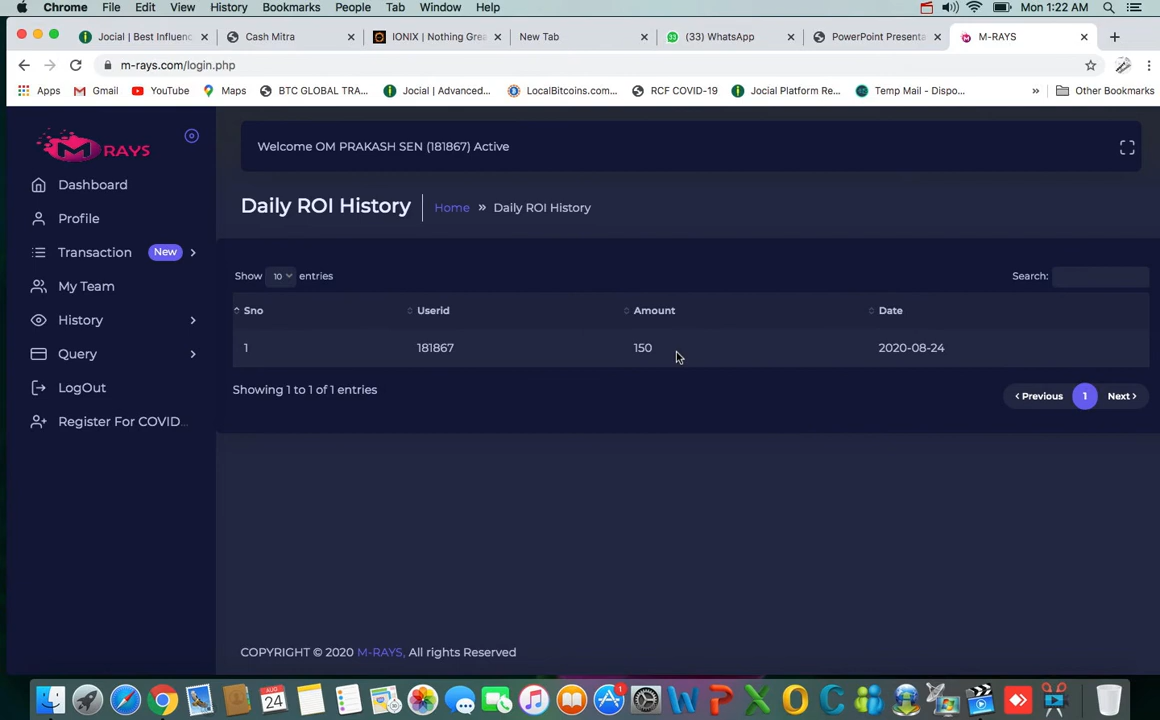 Chrome File Edit View History Bookmarks People Tab Window Help Mon 1:22 AM
Jocial | Best Influenc Cash Mitra IONIX | Nothing Grea New Tab (33) WhatsApp PowerPoint Presenta M-RAYS
m-rays.com/login.php
Apps Gmail YouTube Maps BTC GLOBAL TRA... Jocial | Advanced... LocalBitcoins.com... RCF COVID-19 Jocial Platform Re... Temp Mail - Dispo... » Other Bookmarks
M RAYS
Welcome OM PRAKASH SEN (181867) Active
Dashboard
Profile
Transaction New
My Team
History
Query
LogOut
Register For COVID...
Daily ROI History Home » Daily ROI History
Show 10 entries Search:
Sno Userid Amount Date
1 181867 150 2020-08-24
Showing 1 to 1 of 1 entries
‹ Previous 1 Next ›
COPYRIGHT © 2020 M-RAYS, All rights Reserved
AUG
24
1